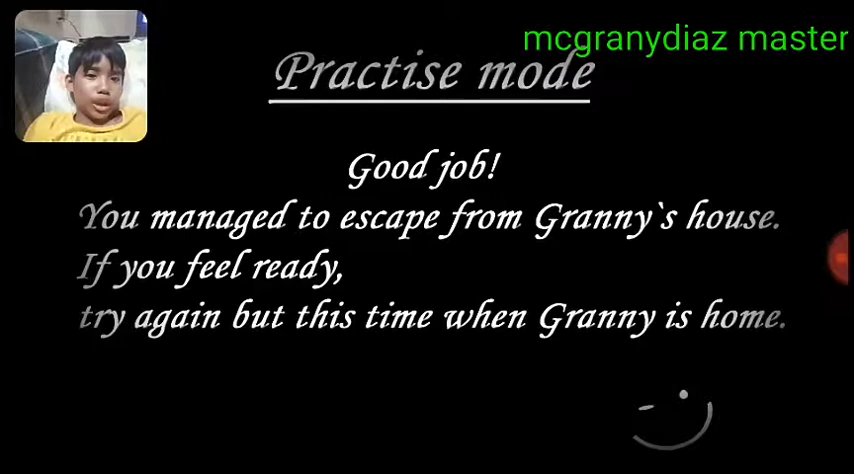 mcgranydiaz master
Practise mode
Good job!
You managed to escape from Granny`s house.
If you feel ready,
try again but this time when Granny is home.